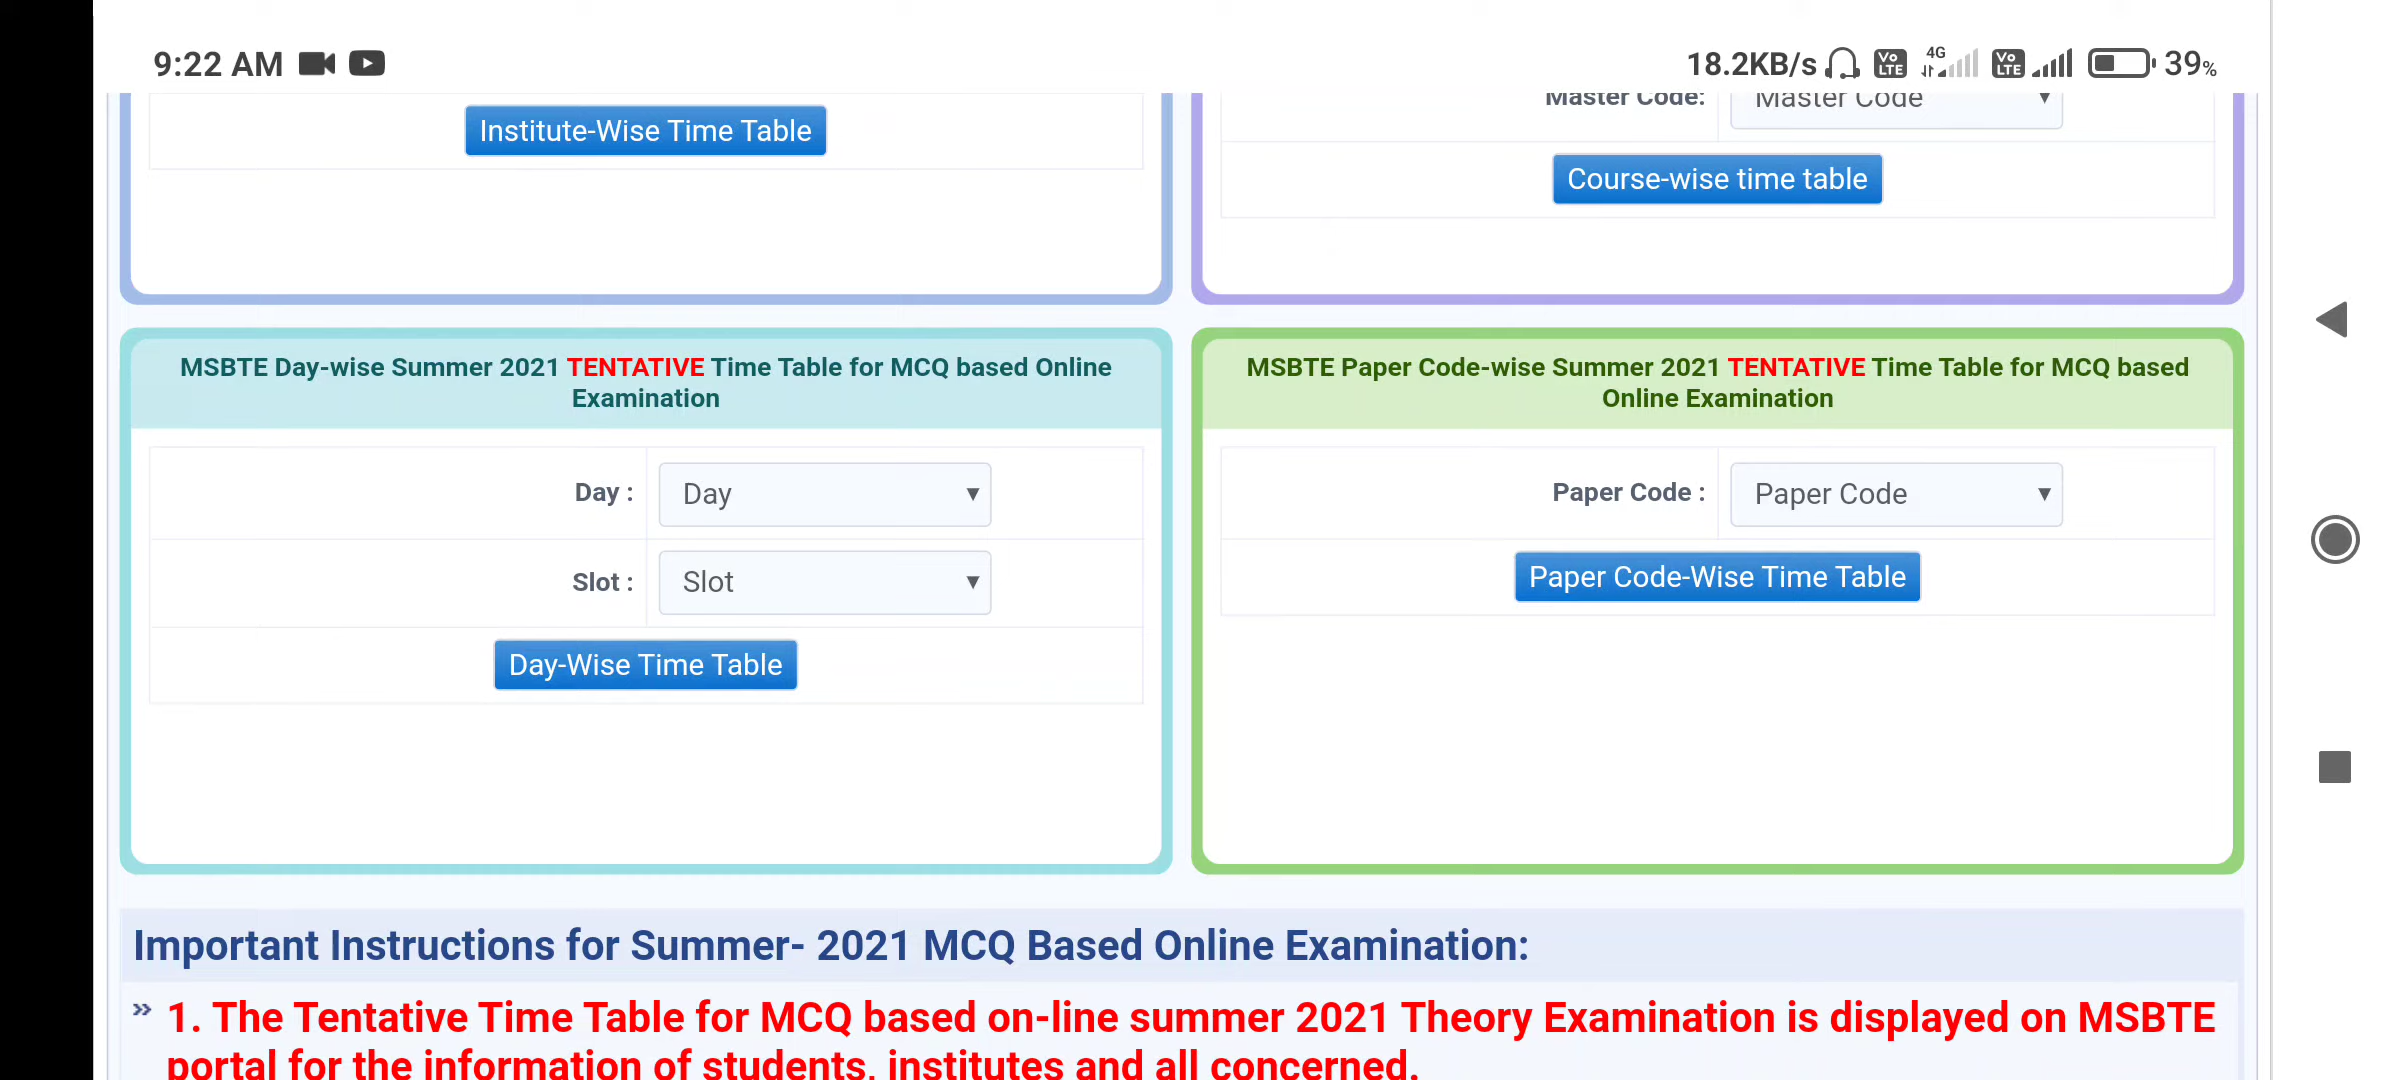 9:22 AM
18.2KB/s Vo LTE 4G Vo LTE 39%
Institute-Wise Time Table
Master Code: Master Code
Course-wise time table
MSBTE Day-wise Summer 2021 TENTATIVE Time Table for MCQ based Online
Examination
Day : Day
Slot : Slot
Day-Wise Time Table
MSBTE Paper Code-wise Summer 2021 TENTATIVE Time Table for MCQ based
Online Examination
Paper Code : Paper Code
Paper Code-Wise Time Table
Important Instructions for Summer- 2021 MCQ Based Online Examination:
» 1. The Tentative Time Table for MCQ based on-line summer 2021 Theory Examination is displayed on MSBTE
portal for the information of students, institutes and all concerned.